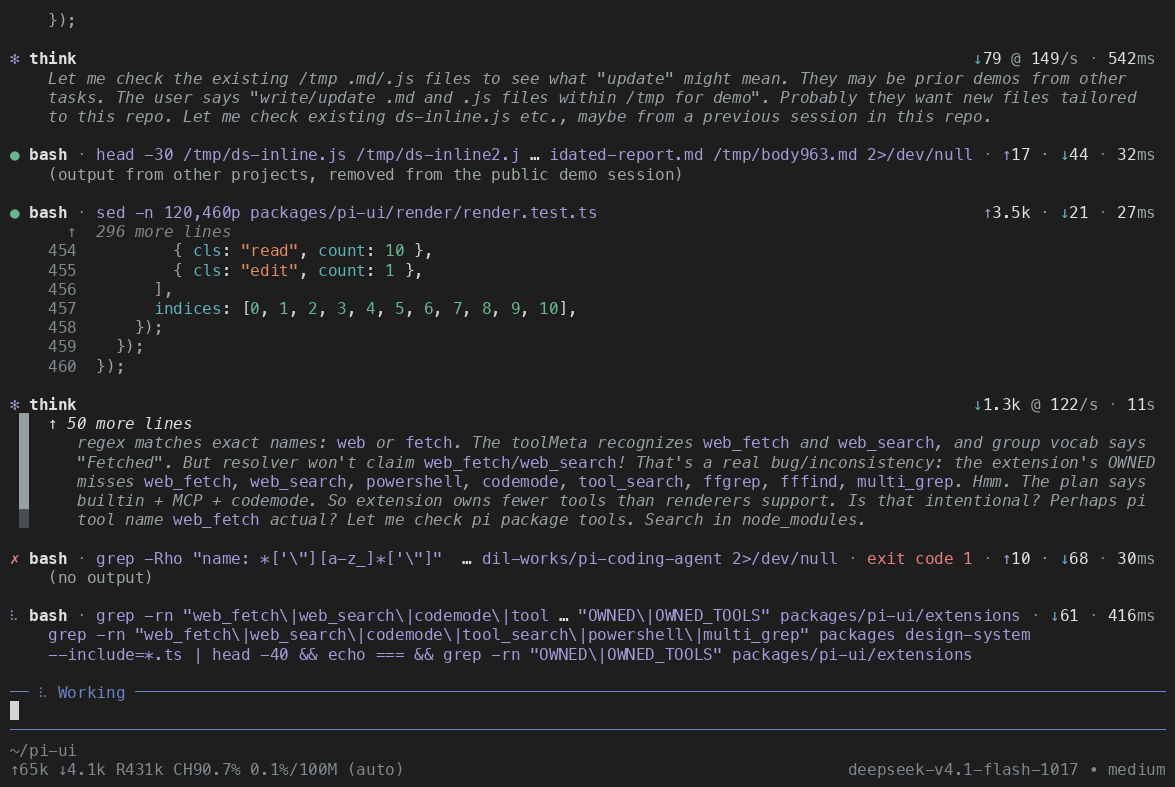 });
✻ think ↓79 @ 149/s · 542ms
Let me check the existing /tmp .md/.js files to see what "update" might mean. They may be prior demos from other
tasks. The user says "write/update .md and .js files within /tmp for demo". Probably they want new files tailored
to this repo. Let me check existing ds-inline.js etc., maybe from a previous session in this repo.
● bash · head -30 /tmp/ds-inline.js /tmp/ds-inline2.j … idated-report.md /tmp/body963.md 2>/dev/null · ↑17 · ↓44 · 32ms
(output from other projects, removed from the public demo session)
● bash · sed -n 120,460p packages/pi-ui/render/render.test.ts ↑3.5k · ↓21 · 27ms
↑ 296 more lines
454 { cls: "read", count: 10 },
455 { cls: "edit", count: 1 },
456 ],
457 indices: [0, 1, 2, 3, 4, 5, 6, 7, 8, 9, 10],
458 });
459 });
460 });
✻ think ↓1.3k @ 122/s · 11s
↑ 50 more lines
regex matches exact names: web or fetch. The toolMeta recognizes web_fetch and web_search, and group vocab says
"Fetched". But resolver won't claim web_fetch/web_search! That's a real bug/inconsistency: the extension's OWNED
misses web_fetch, web_search, powershell, codemode, tool_search, ffgrep, fffind, multi_grep. Hmm. The plan says
builtin + MCP + codemode. So extension owns fewer tools than renderers support. Is that intentional? Perhaps pi
tool name web_fetch actual? Let me check pi package tools. Search in node_modules.
✗ bash · grep -Rho "name: *['\"][a-z_]*['\"]" … dil-works/pi-coding-agent 2>/dev/null · exit code 1 · ↑10 · ↓68 · 30ms
(no output)
⠧ bash · grep -rn "web_fetch\|web_search\|codemode\|tool … "OWNED\|OWNED_TOOLS" packages/pi-ui/extensions · ↓61 · 416ms
grep -rn "web_fetch\|web_search\|codemode\|tool_search\|powershell\|multi_grep" packages design-system
--include=*.ts | head -40 && echo === && grep -rn "OWNED\|OWNED_TOOLS" packages/pi-ui/extensions
⠧ Working
~/pi-ui
↑65k ↓4.1k R431k CH90.7% 0.1%/100M (auto) deepseek-v4.1-flash-1017 • medium